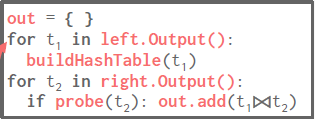 out = { }
for t₁ in left.Output():
buildHashTable(t₁)
for t₂ in right.Output():
if probe(t₂): out.add(t₁⨝t₂)